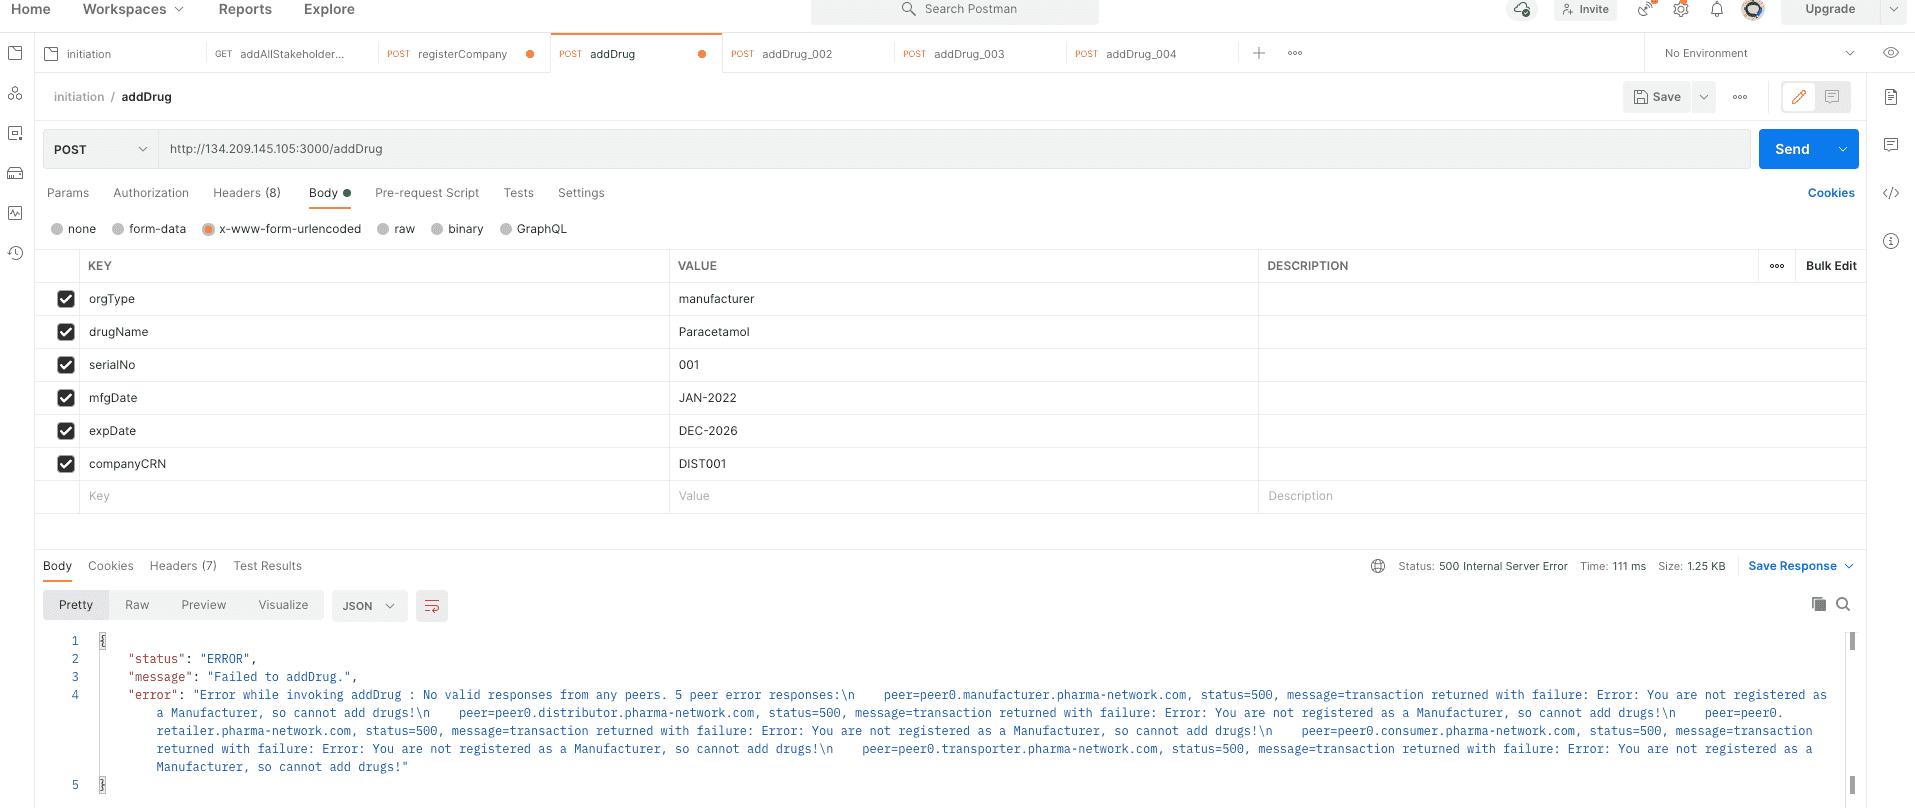 Home Workspaces Reports Explore Search Postman Invite Upgrade
initiation GET addAllStakeholder... POST registerCompany POST addDrug POST addDrug_002 POST addDrug_003 POST addDrug_004 No Environment
initiation / addDrug Save
POST http://134.209.145.105:3000/addDrug Send
Params Authorization Headers (8) Body Pre-request Script Tests Settings Cookies
none form-data x-www-form-urlencoded raw binary GraphQL
KEY VALUE DESCRIPTION Bulk Edit
orgType manufacturer
drugName Paracetamol
serialNo 001
mfgDate JAN-2022
expDate DEC-2026
companyCRN DIST001
Key Value Description
Body Cookies Headers (7) Test Results Status: 500 Internal Server Error Time: 111 ms Size: 1.25 KB Save Response
Pretty Raw Preview Visualize JSON
1 {
2 "status": "ERROR",
3 "message": "Failed to addDrug.",
4 "error": "Error while invoking addDrug : No valid responses from any peers. 5 peer error responses:\n    peer=peer0.manufacturer.pharma-network.com, status=500, message=transaction returned with failure: Error: You are not registered as
a Manufacturer, so cannot add drugs!\n    peer=peer0.distributor.pharma-network.com, status=500, message=transaction returned with failure: Error: You are not registered as a Manufacturer, so cannot add drugs!\n    peer=peer0.
retailer.pharma-network.com, status=500, message=transaction returned with failure: Error: You are not registered as a Manufacturer, so cannot add drugs!\n    peer=peer0.consumer.pharma-network.com, status=500, message=transaction
returned with failure: Error: You are not registered as a Manufacturer, so cannot add drugs!\n    peer=peer0.transporter.pharma-network.com, status=500, message=transaction returned with failure: Error: You are not registered as a
Manufacturer, so cannot add drugs!"
5 }